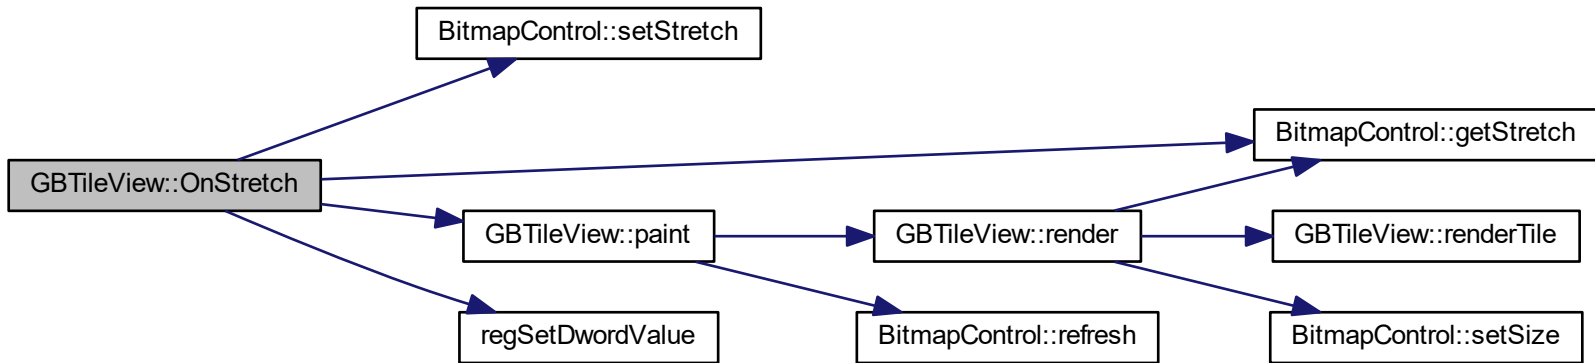 BitmapControl::setStretch
BitmapControl::getStretch
GBTileView::OnStretch
GBTileView::paint
GBTileView::render
GBTileView::renderTile
regSetDwordValue
BitmapControl::refresh
BitmapControl::setSize